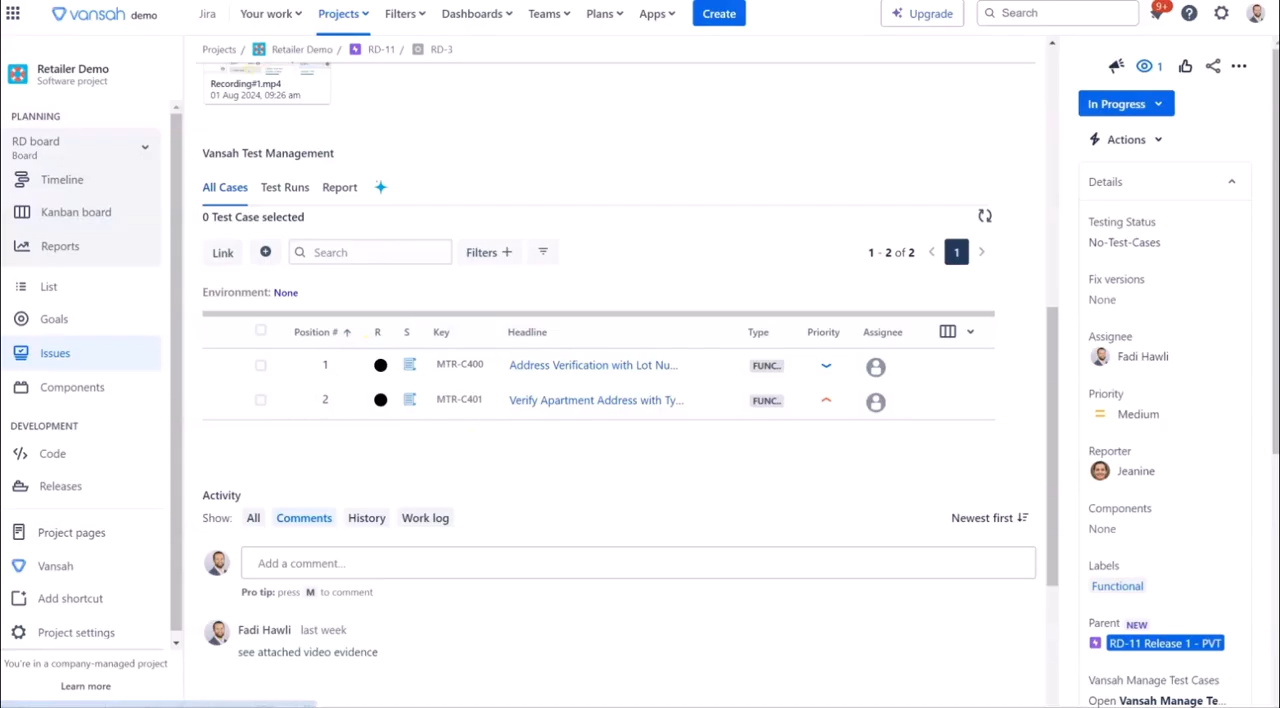 vansah demo
Jira
Your work
Projects
Filters
Dashboards
Teams
Plans
Apps
Create
Upgrade
Search
9+
Projects / Retailer Demo / RD-11 / RD-3
Retailer Demo
Software project
PLANNING
RD board
Board
Timeline
Kanban board
Reports
List
Goals
Issues
Components
DEVELOPMENT
Code
Releases
Project pages
Vansah
Add shortcut
Project settings
You're in a company-managed project
Learn more
Recording#1.mp4
01 Aug 2024, 09:26 am
Vansah Test Management
All Cases Test Runs Report
0 Test Case selected
Link
Search
Filters +
1 - 2 of 2
1
Environment: None
Position # R S Key Headline Type Priority Assignee
1 MTR-C400 Address Verification with Lot Nu... FUNC..
2 MTR-C401 Verify Apartment Address with Ty... FUNC..
Activity
Show: All Comments History Work log
Newest first
Add a comment...
Pro tip: press M to comment
Fadi Hawli last week
see attached video evidence
1
In Progress
Actions
Details
Testing Status
No-Test-Cases
Fix versions
None
Assignee
Fadi Hawli
Priority
Medium
Reporter
Jeanine
Components
None
Labels
Functional
Parent NEW
RD-11 Release 1 - PVT
Vansah Manage Test Cases
Open Vansah Manage Te...